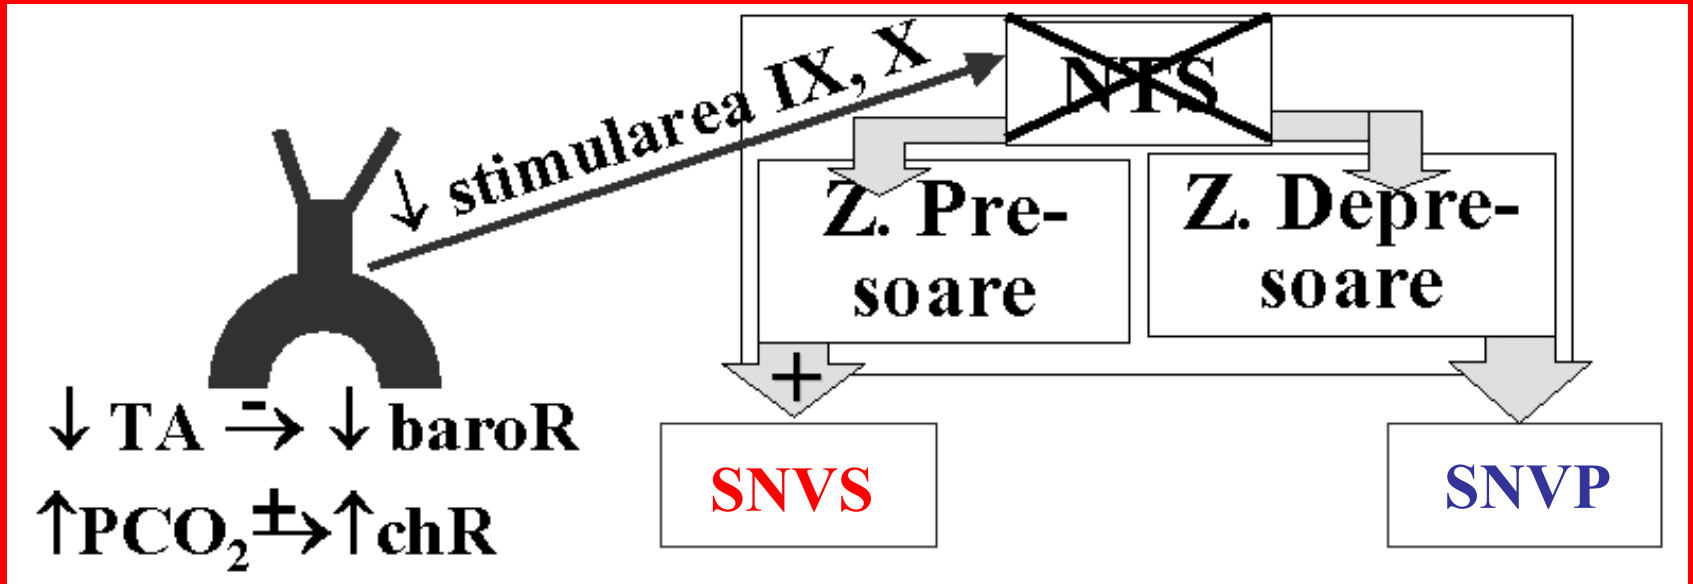 ↓ stimularea IX, X
NTS
Z. Pre-
soare
Z. Depre-
soare
+
↓ TA -→ ↓ baroR
↑PCO₂ ±→ ↑chR
SNVS
SNVP